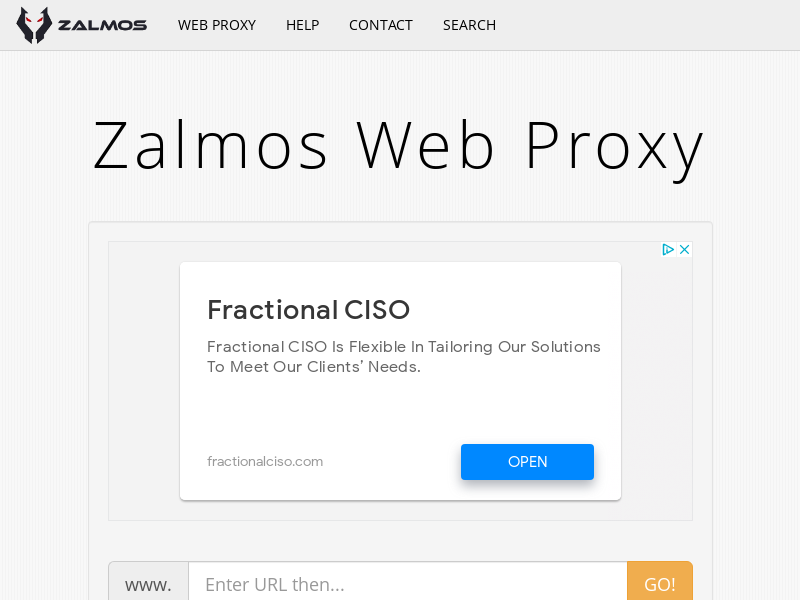 ZALMOS WEB PROXY HELP CONTACT SEARCH
Zalmos Web Proxy
Fractional CISO
Fractional CISO Is Flexible In Tailoring Our Solutions
To Meet Our Clients’ Needs.
fractionalciso.com OPEN
www. Enter URL then... GO!